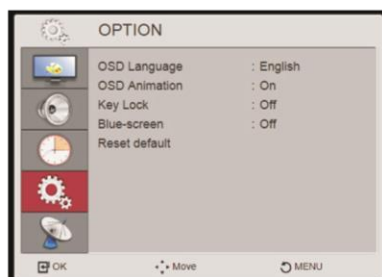 OPTION
OSD Language : English
OSD Animation : On
Key Lock : Off
Blue-screen : Off
Reset default
OK Move MENU